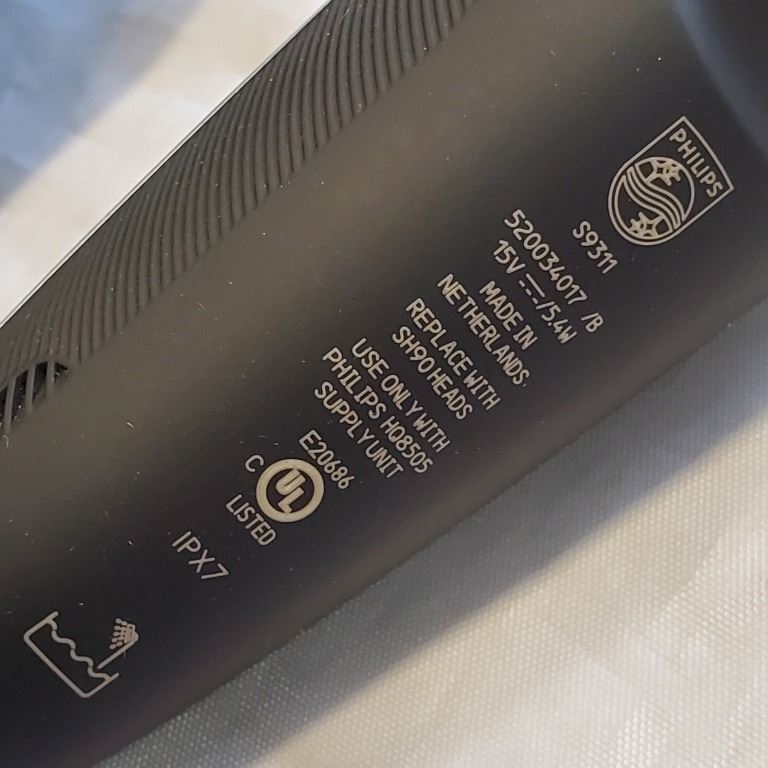 PHILIPS
S9311
520034017 /B
15V ⎓/5.4W
MADE IN
NETHERLANDS.
REPLACE WITH
SH90 HEADS
USE ONLY WITH
PHILIPS HQ8505
SUPPLY UNIT
E20686
C UL
LISTED
IPX7